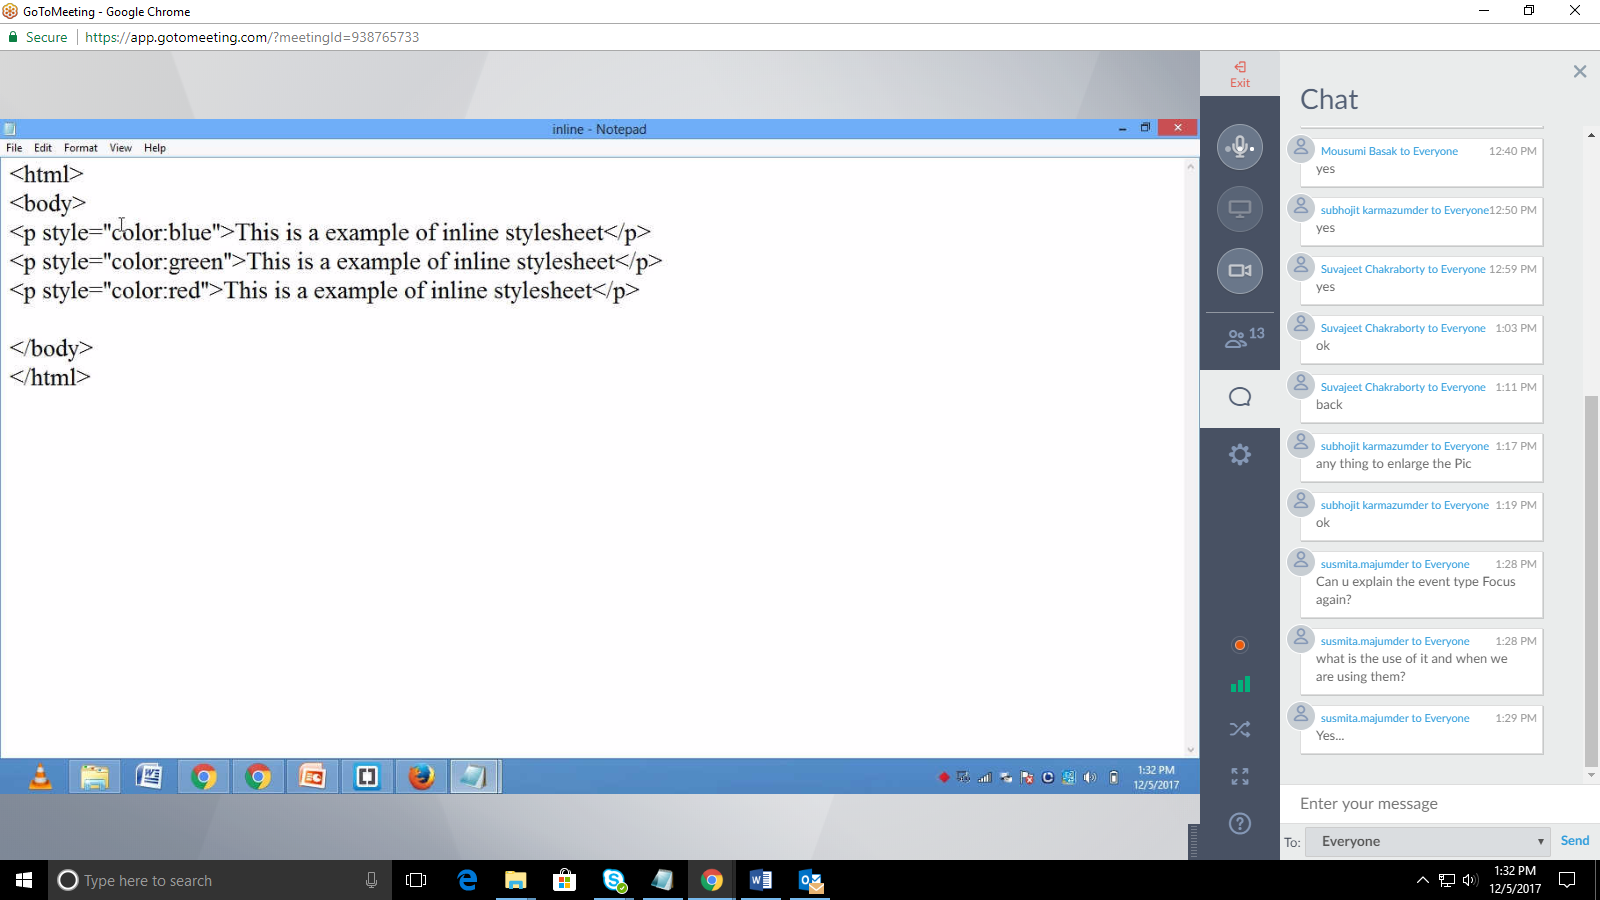 GoToMeeting - Google Chrome
Secure
https://app.gotomeeting.com/?meetingId=938765733
inline - Notepad
File Edit Format View Help
<html>
<body>
<p style="color:blue">This is a example of inline stylesheet</p>
<p style="color:green">This is a example of inline stylesheet</p>
<p style="color:red">This is a example of inline stylesheet</p>
</body>
</html>
1:32 PM
12/5/2017
Exit
13
Chat
Mousumi Basak to Everyone 12:40 PM
yes
subhojit karmazumder to Everyone 12:50 PM
yes
Suvajeet Chakraborty to Everyone 12:59 PM
yes
Suvajeet Chakraborty to Everyone 1:03 PM
ok
Suvajeet Chakraborty to Everyone 1:11 PM
back
subhojit karmazumder to Everyone 1:17 PM
any thing to enlarge the Pic
subhojit karmazumder to Everyone 1:19 PM
ok
susmita.majumder to Everyone 1:28 PM
Can u explain the event type Focus
again?
susmita.majumder to Everyone 1:28 PM
what is the use of it and when we
are using them?
susmita.majumder to Everyone 1:29 PM
Yes...
Enter your message
To: Everyone Send
Type here to search
1:32 PM
12/5/2017